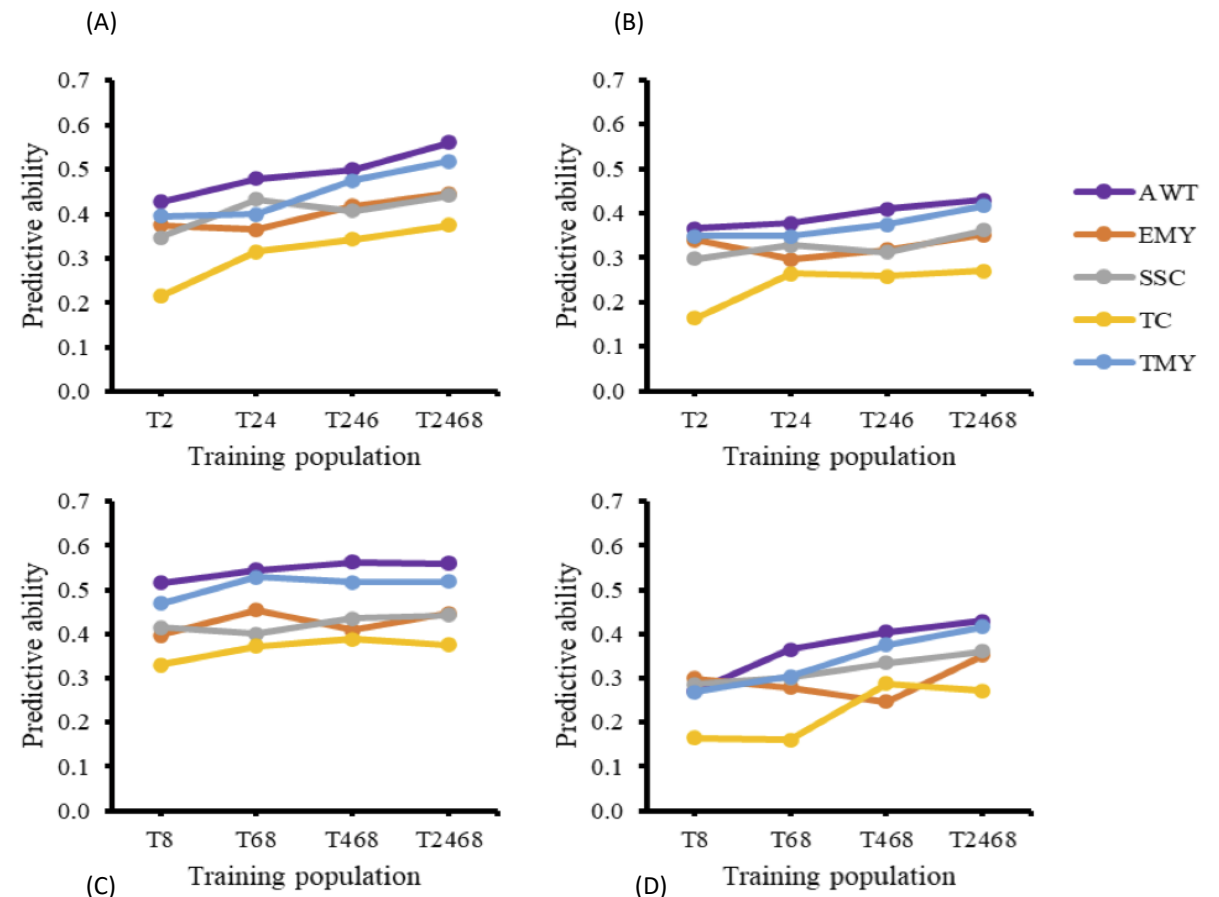 (A)
(B)
0.7
0.6
0.5
0.4
0.3
0.2
0.1
0.0
Predictive ability
T2 T24 T246 T2468
Training population
0.7
0.6
0.5
0.4
0.3
0.2
0.1
0.0
Predictive ability
T2 T24 T246 T2468
Training population
AWT
EMY
SSC
TC
TMY
0.7
0.6
0.5
0.4
0.3
0.2
0.1
0.0
Predictive ability
T8 T68 T468 T2468
Training population
(C)
0.7
0.6
0.5
0.4
0.3
0.2
0.1
0.0
Predictive ability
T8 T68 T468 T2468
Training population
(D)